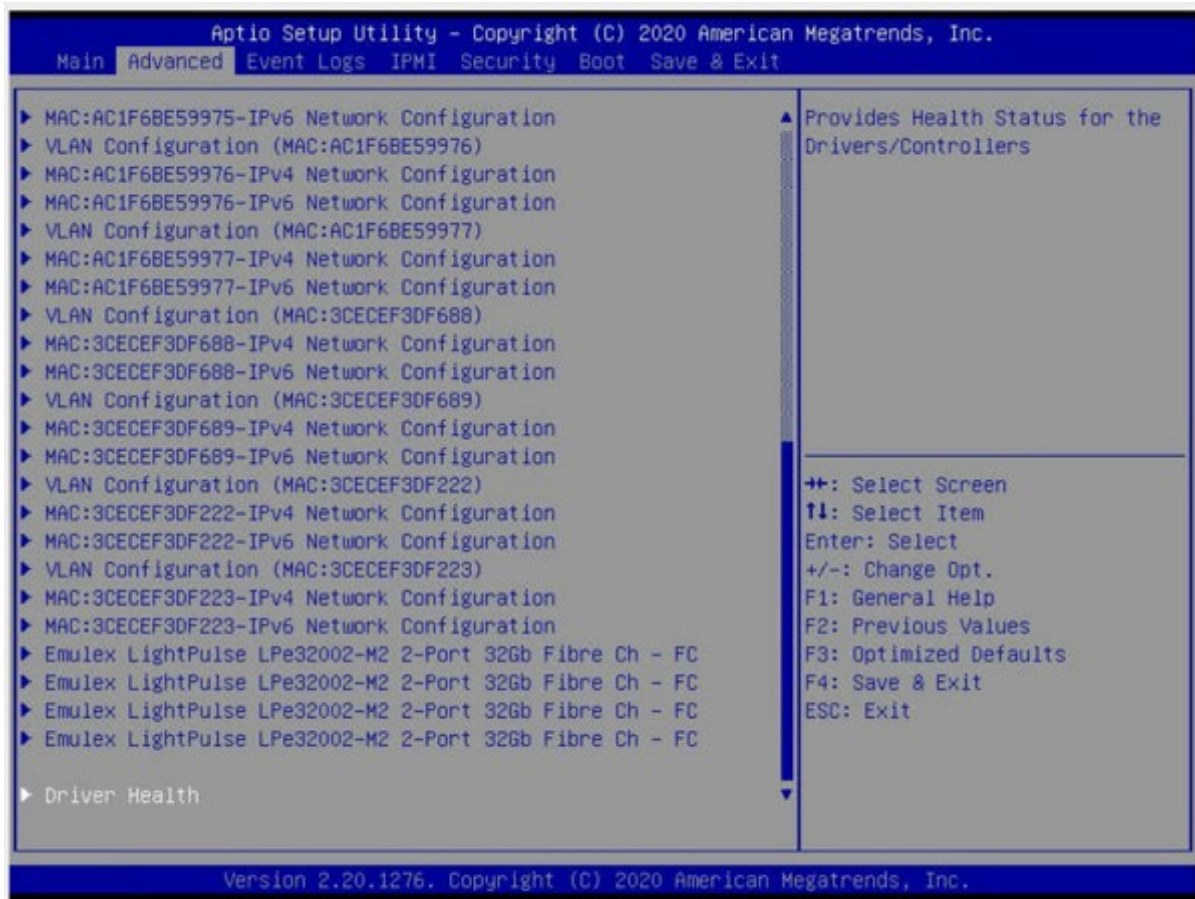 Aptio Setup Utility – Copyright (C) 2020 American Megatrends, Inc.
Main Advanced Event Logs IPMI Security Boot Save & Exit
MAC:AC1F6BE59975-IPv6 Network Configuration
VLAN Configuration (MAC:AC1F6BE59976)
MAC:AC1F6BE59976-IPv4 Network Configuration
MAC:AC1F6BE59976-IPv6 Network Configuration
VLAN Configuration (MAC:AC1F6BE59977)
MAC:AC1F6BE59977-IPv4 Network Configuration
MAC:AC1F6BE59977-IPv6 Network Configuration
VLAN Configuration (MAC:3CECEF3DF688)
MAC:3CECEF3DF688-IPv4 Network Configuration
MAC:3CECEF3DF688-IPv6 Network Configuration
VLAN Configuration (MAC:3CECEF3DF689)
MAC:3CECEF3DF689-IPv4 Network Configuration
MAC:3CECEF3DF689-IPv6 Network Configuration
VLAN Configuration (MAC:3CECEF3DF222)
MAC:3CECEF3DF222-IPv4 Network Configuration
MAC:3CECEF3DF222-IPv6 Network Configuration
VLAN Configuration (MAC:3CECEF3DF223)
MAC:3CECEF3DF223-IPv4 Network Configuration
MAC:3CECEF3DF223-IPv6 Network Configuration
Emulex LightPulse LPe32002-M2 2-Port 32Gb Fibre Ch - FC
Emulex LightPulse LPe32002-M2 2-Port 32Gb Fibre Ch - FC
Emulex LightPulse LPe32002-M2 2-Port 32Gb Fibre Ch - FC
Emulex LightPulse LPe32002-M2 2-Port 32Gb Fibre Ch - FC
Driver Health
Provides Health Status for the
Drivers/Controllers
→←: Select Screen
↑↓: Select Item
Enter: Select
+/-: Change Opt.
F1: General Help
F2: Previous Values
F3: Optimized Defaults
F4: Save & Exit
ESC: Exit
Version 2.20.1276. Copyright (C) 2020 American Megatrends, Inc.